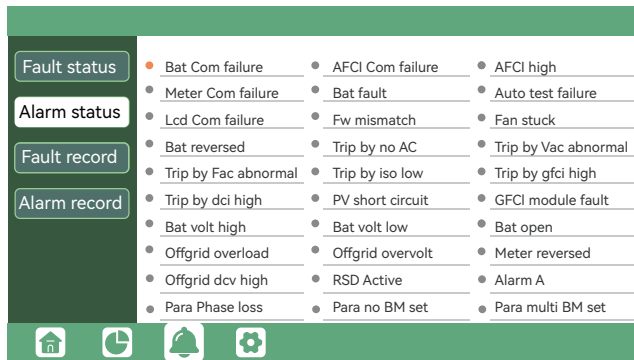 Fault status
Alarm status
Fault record
Alarm record
Bat Com failure AFCI Com failure AFCI high
Meter Com failure Bat fault Auto test failure
Lcd Com failure Fw mismatch Fan stuck
Bat reversed Trip by no AC Trip by Vac abnormal
Trip by Fac abnormal Trip by iso low Trip by gfci high
Trip by dci high PV short circuit GFCI module fault
Bat volt high Bat volt low Bat open
Offgrid overload Offgrid overvolt Meter reversed
Offgrid dcv high RSD Active Alarm A
Para Phase loss Para no BM set Para multi BM set